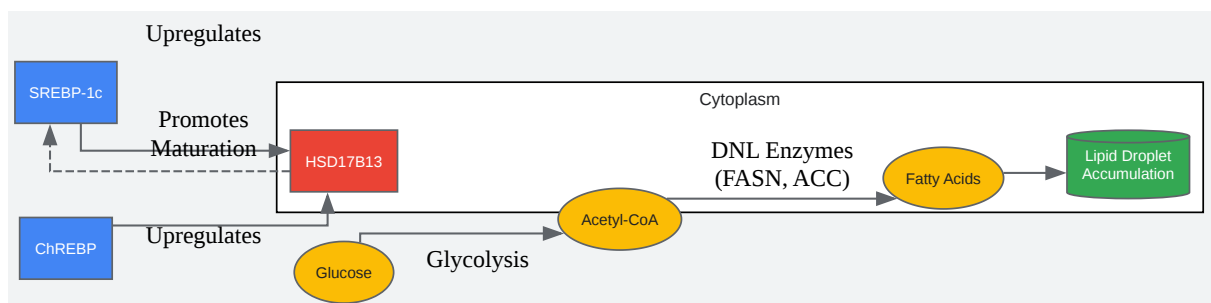 Upregulates
SREBP-1c
Cytoplasm
Promotes
Maturation
HSD17B13
DNL Enzymes
(FASN, ACC)
Fatty Acids
Lipid Droplet
Accumulation
Acetyl-CoA
ChREBP
Upregulates
Glycolysis
Glucose